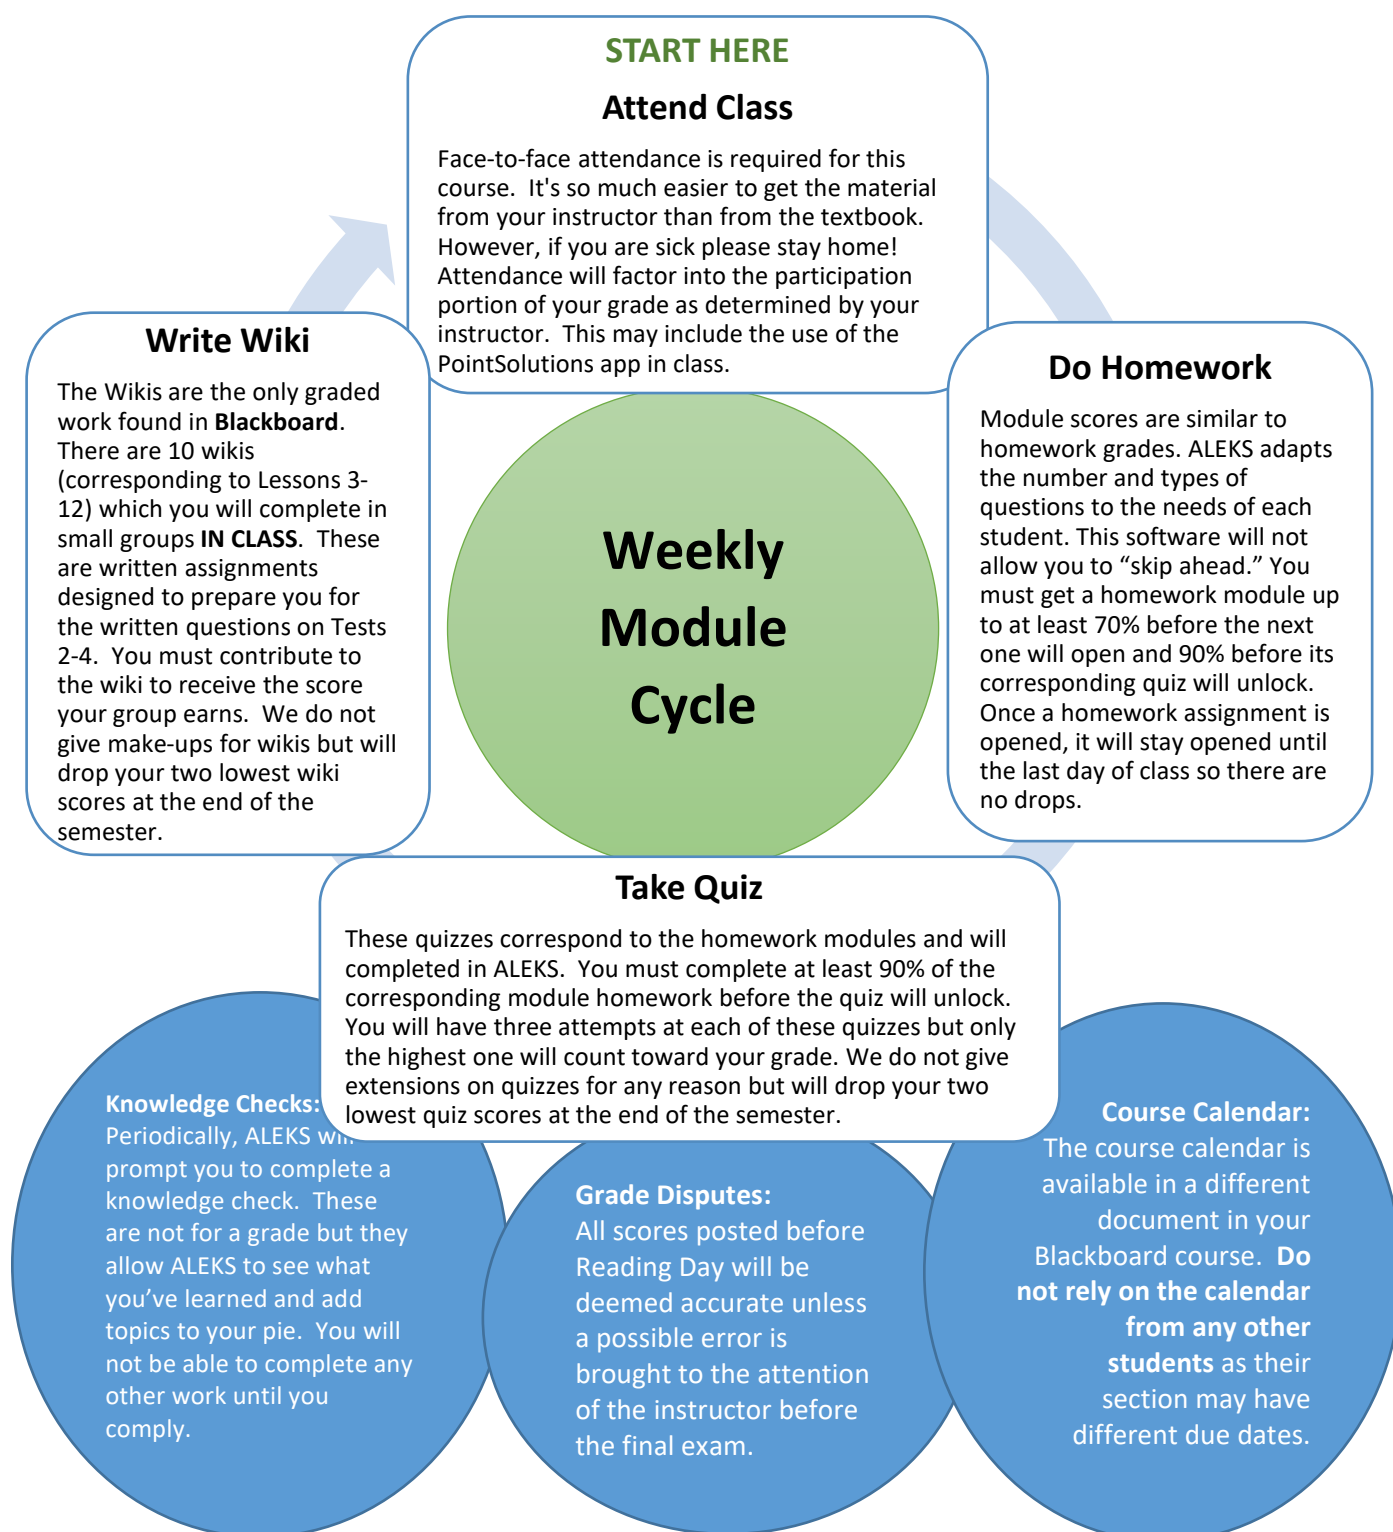 START HERE
Attend Class
Face-to-face attendance is required for this
course.  It's so much easier to get the material
from your instructor than from the textbook.
However, if you are sick please stay home!
Attendance will factor into the participation
portion of your grade as determined by your
instructor.  This may include the use of the
PointSolutions app in class.
Do Homework
Module scores are similar to
homework grades. ALEKS adapts
the number and types of
questions to the needs of each
student. This software will not
allow you to “skip ahead.” You
must get a homework module up
to at least 70% before the next
one will open and 90% before its
corresponding quiz will unlock.
Once a homework assignment is
opened, it will stay opened until
the last day of class so there are
no drops.
Take Quiz
These quizzes correspond to the homework modules and will
completed in ALEKS.  You must complete at least 90% of the
corresponding module homework before the quiz will unlock.
You will have three attempts at each of these quizzes but only
the highest one will count toward your grade. We do not give
extensions on quizzes for any reason but will drop your two
lowest quiz scores at the end of the semester.
Write Wiki
The Wikis are the only graded
work found in Blackboard.
There are 10 wikis
(corresponding to Lessons 3-
12) which you will complete in
small groups IN CLASS.  These
are written assignments
designed to prepare you for
the written questions on Tests
2-4.  You must contribute to
the wiki to receive the score
your group earns.  We do not
give make-ups for wikis but will
drop your two lowest wiki
scores at the end of the
semester.
Weekly
Module
Cycle
Knowledge Checks:
Periodically, ALEKS will
prompt you to complete a
knowledge check.  These
are not for a grade but they
allow ALEKS to see what
you’ve learned and add
topics to your pie.  You will
not be able to complete any
other work until you
comply.
Grade Disputes:
All scores posted before
Reading Day will be
deemed accurate unless
a possible error is
brought to the attention
of the instructor before
the final exam.
Course Calendar:
The course calendar is
available in a different
document in your
Blackboard course.  Do
not rely on the calendar
from any other
students as their
section may have
different due dates.